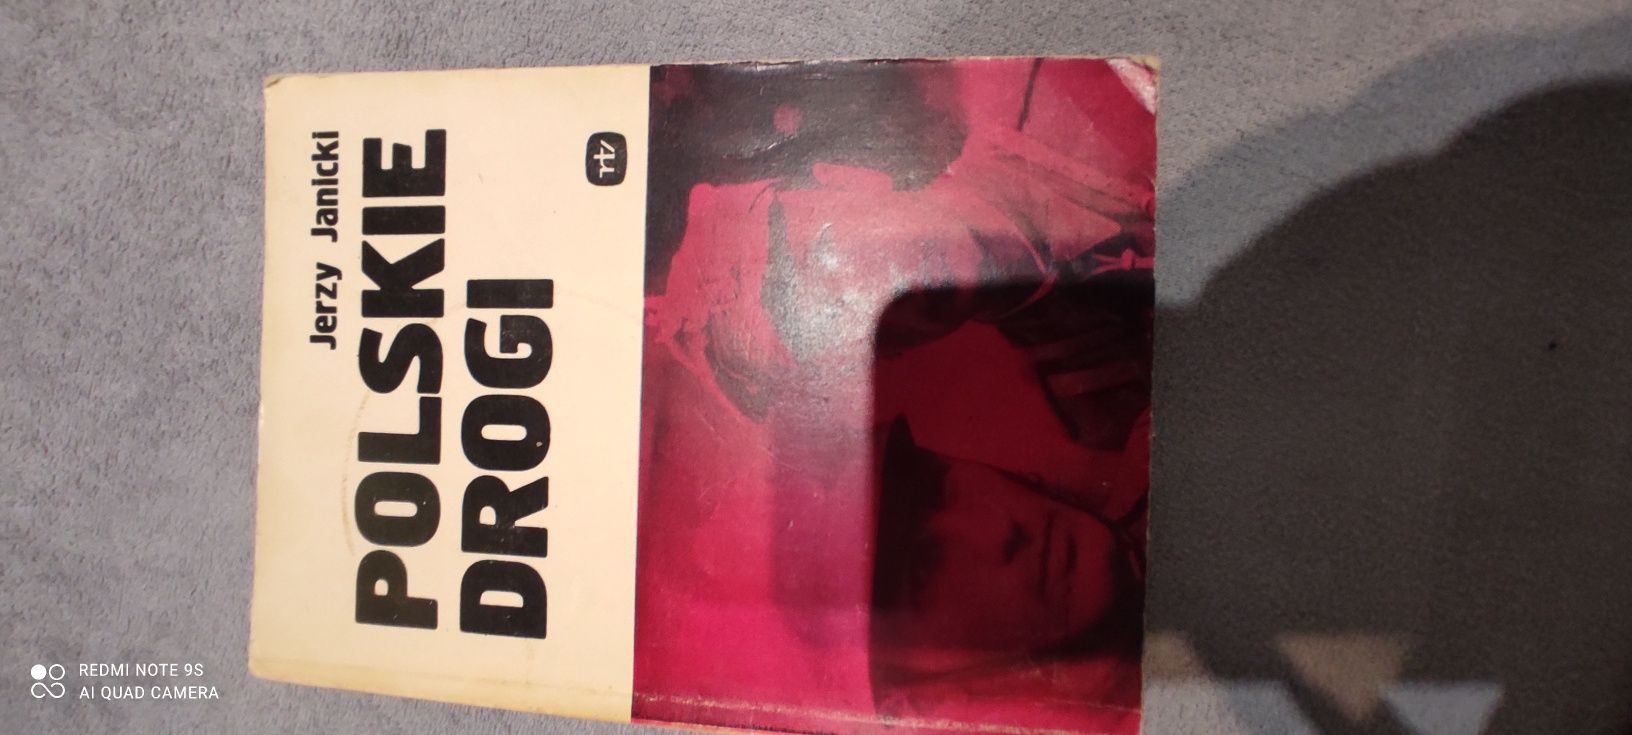 Jerzy Janicki
POLSKIE
DROGI
REDMI NOTE 9S
AI QUAD CAMERA